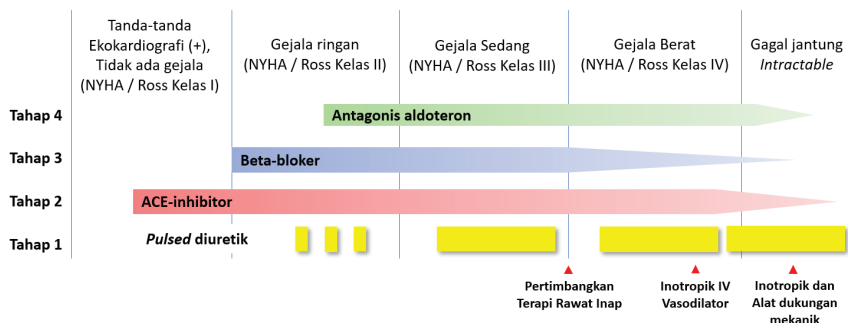 Tanda-tanda
Ekokardiografi (+),
Tidak ada gejala
(NYHA / Ross Kelas I)
Gejala ringan
(NYHA / Ross Kelas II)
Gejala Sedang
(NYHA / Ross Kelas III)
Gejala Berat
(NYHA / Ross Kelas IV)
Gagal jantung
Intractable
Tahap 4
Antagonis aldoteron
Tahap 3
Beta-bloker
Tahap 2
ACE-inhibitor
Tahap 1
Pulsed diuretik
Pertimbangkan
Terapi Rawat Inap
Inotropik IV
Vasodilator
Inotropik dan
Alat dukungan
mekanik